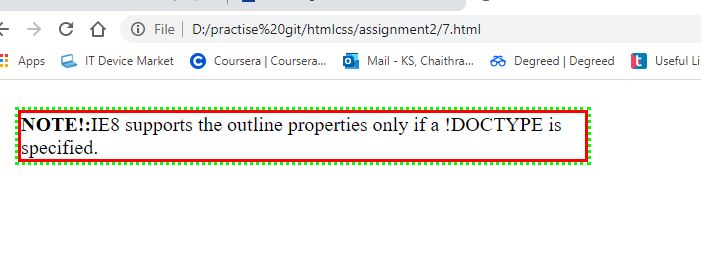 File | D:/practise%20git/htmlcss/assignment2/7.html
Apps IT Device Market Coursera | Coursera... Mail - KS, Chaithra... Degreed | Degreed Useful Li
NOTE!:IE8 supports the outline properties only if a !DOCTYPE is
specified.